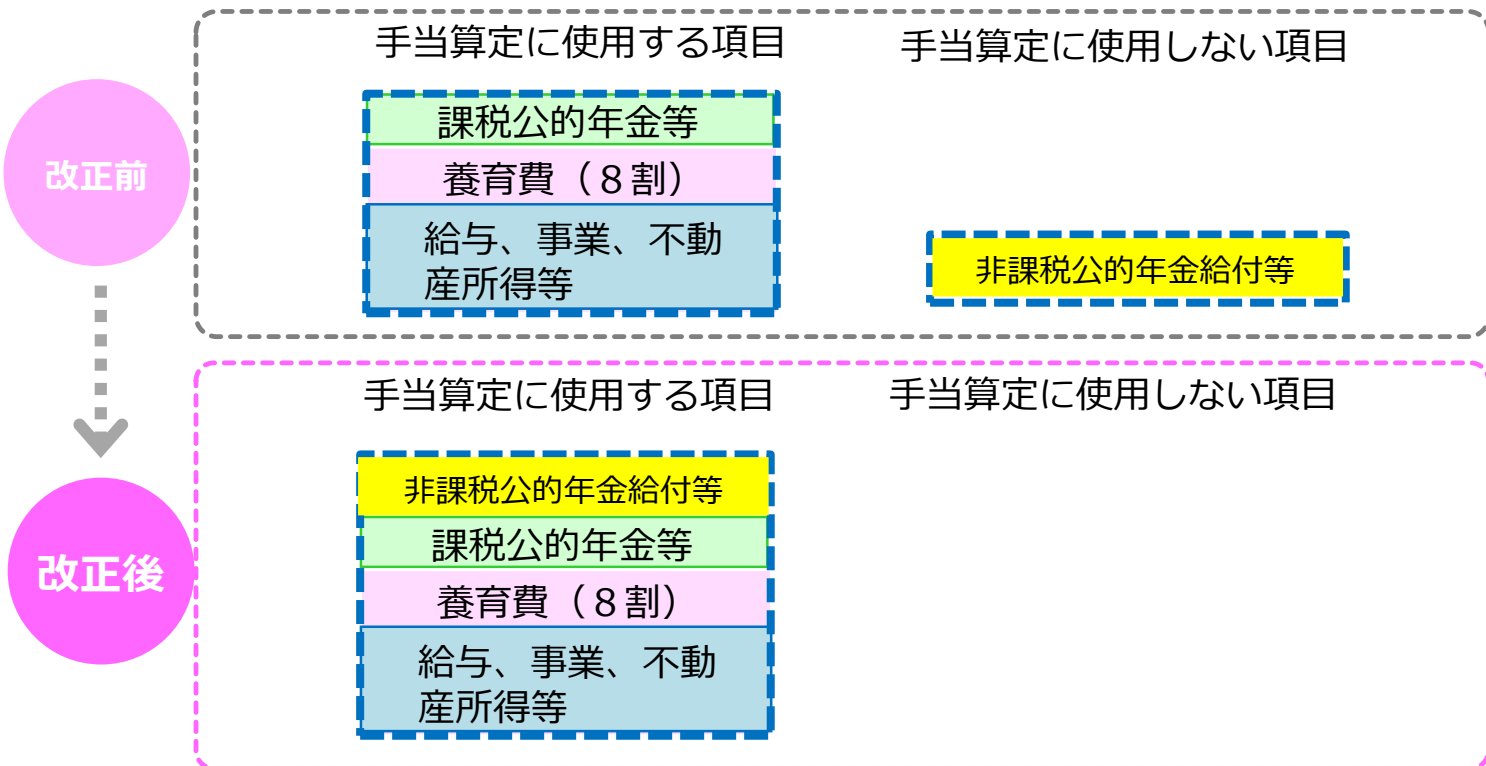 手当算定に使用する項目
手当算定に使用しない項目
改正前
課税公的年金等
養育費（８割）
給与、事業、不動
産所得等
非課税公的年金給付等
手当算定に使用する項目
手当算定に使用しない項目
改正後
非課税公的年金給付等
課税公的年金等
養育費（８割）
給与、事業、不動
産所得等